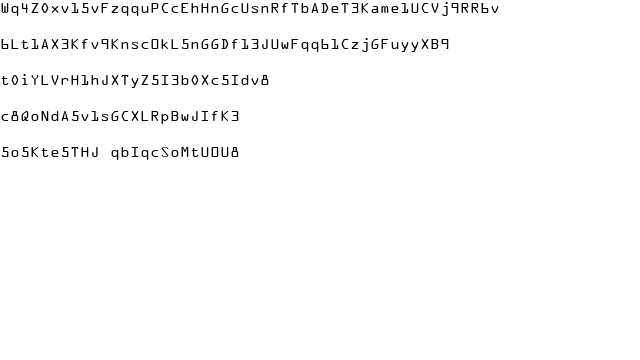 Wq4Z0xv15vFzqquPCcEhHnGcUsnRfTbADeT3Kame1UCVj9RR6v
6Lt1AX3Kfv9KnscOkL5nGGDf13JUwFqq61CzjGFuyyXB9
t0iYLVrH1hJXTyZ5I3b0Xc5Idv8
c8QoNdA5v1sGCXLRpBwJIfK3
5o5Kte5THJ qbIqcSoMtUOU8